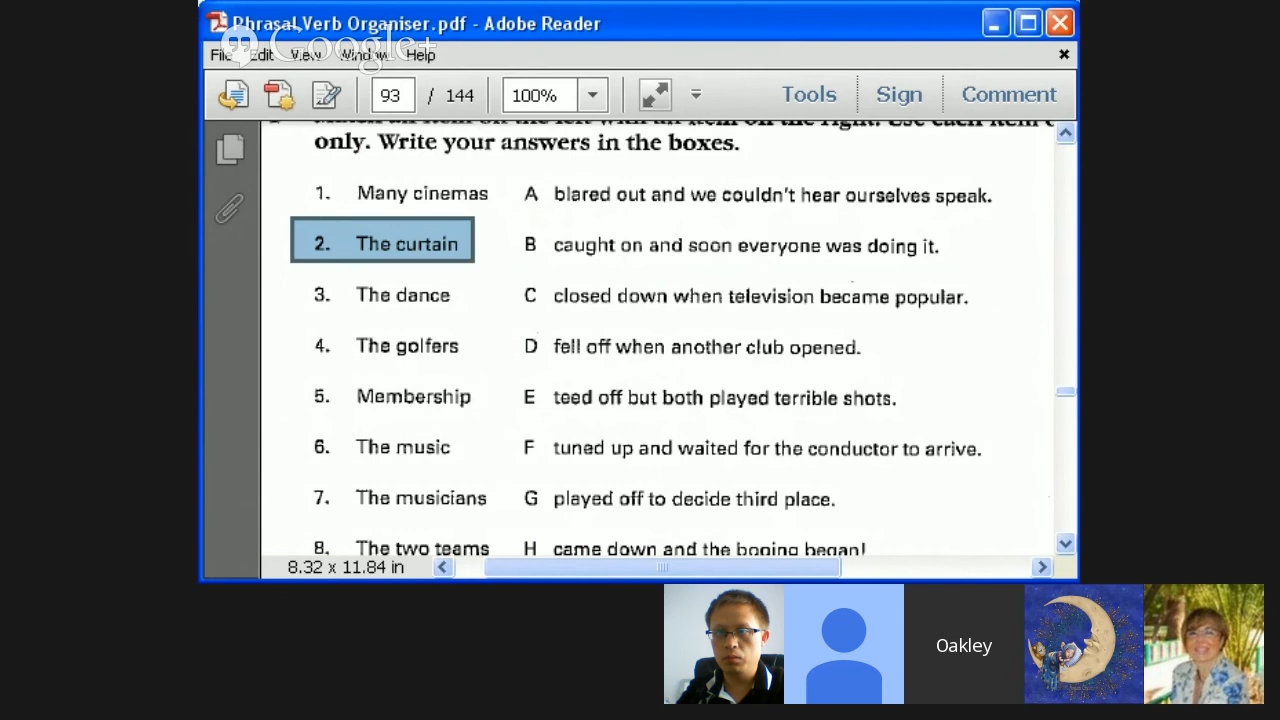 Phrasal Verb Organiser.pdf - Adobe Reader
Google+
File Edit View Window Help
93 / 144 100% Tools Sign Comment
only. Write your answers in the boxes.
1. Many cinemas A blared out and we couldn't hear ourselves speak.
2. The curtain B caught on and soon everyone was doing it.
3. The dance C closed down when television became popular.
4. The golfers D fell off when another club opened.
5. Membership E teed off but both played terrible shots.
6. The music F tuned up and waited for the conductor to arrive.
7. The musicians G played off to decide third place.
8. The two teams H came down and the booing began!
8.32 x 11.84 in
Oakley